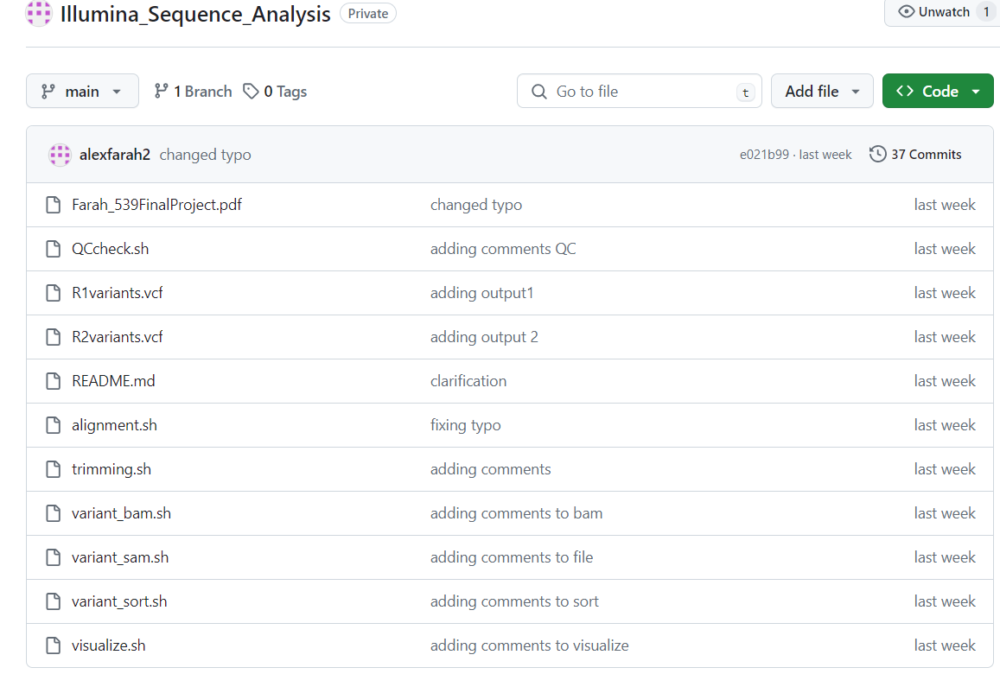 Illumina_Sequence_Analysis Private Unwatch 1
main 1 Branch 0 Tags Go to file t Add file <> Code
alexfarah2 changed typo e021b99 · last week 37 Commits
Farah_539FinalProject.pdf changed typo last week
QCcheck.sh adding comments QC last week
R1variants.vcf adding output1 last week
R2variants.vcf adding output 2 last week
README.md clarification last week
alignment.sh fixing typo last week
trimming.sh adding comments last week
variant_bam.sh adding comments to bam last week
variant_sam.sh adding comments to file last week
variant_sort.sh adding comments to sort last week
visualize.sh adding comments to visualize last week